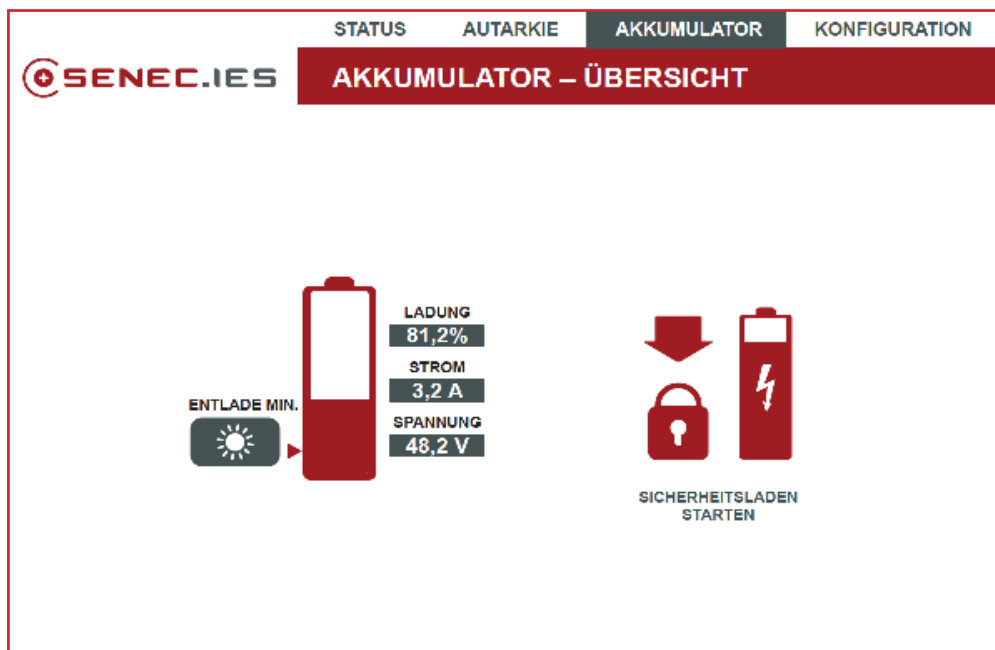 STATUS AUTARKIE AKKUMULATOR KONFIGURATION
SENEC.IES
AKKUMULATOR – ÜBERSICHT
LADUNG
81,2%
STROM
3,2 A
ENTLADE MIN.
SPANNUNG
48,2 V
SICHERHEITSLADEN
STARTEN